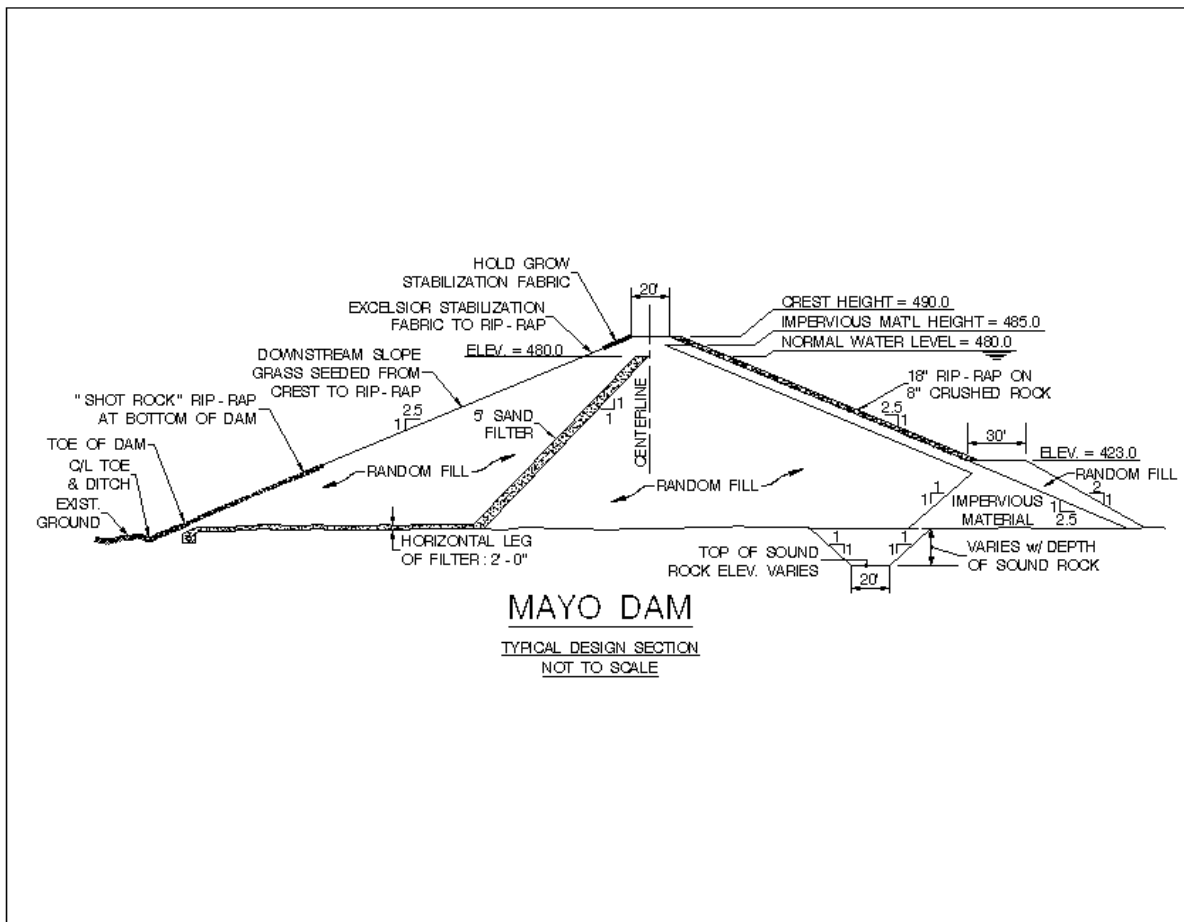 HOLD GROW
STABILIZATION FABRIC
20'
EXCELSIOR STABILIZATION
FABRIC TO RIP-RAP
CREST HEIGHT = 490.0
IMPERVIOUS MAT'L HEIGHT = 485.0
NORMAL WATER LEVEL = 480.0
ELEV. = 480.0
DOWNSTREAM SLOPE
GRASS SEEDED FROM
CREST TO RIP-RAP
18" RIP-RAP ON
8" CRUSHED ROCK
"SHOT ROCK" RIP-RAP
AT BOTTOM OF DAM
2.5
1
5' SAND
FILTER
1
1
CENTERLINE
2.5
1
30'
TOE OF DAM
C/L TOE
& DITCH
EXIST.
GROUND
RANDOM FILL
RANDOM FILL
ELEV. = 423.0
RANDOM FILL
1
1
2
1
IMPERVIOUS
MATERIAL
1
2.5
HORIZONTAL LEG
OF FILTER : 2'-0"
TOP OF SOUND
ROCK ELEV. VARIES
1
1
1
1
VARIES w/ DEPTH
OF SOUND ROCK
20'
MAYO DAM
TYPICAL DESIGN SECTION
NOT TO SCALE